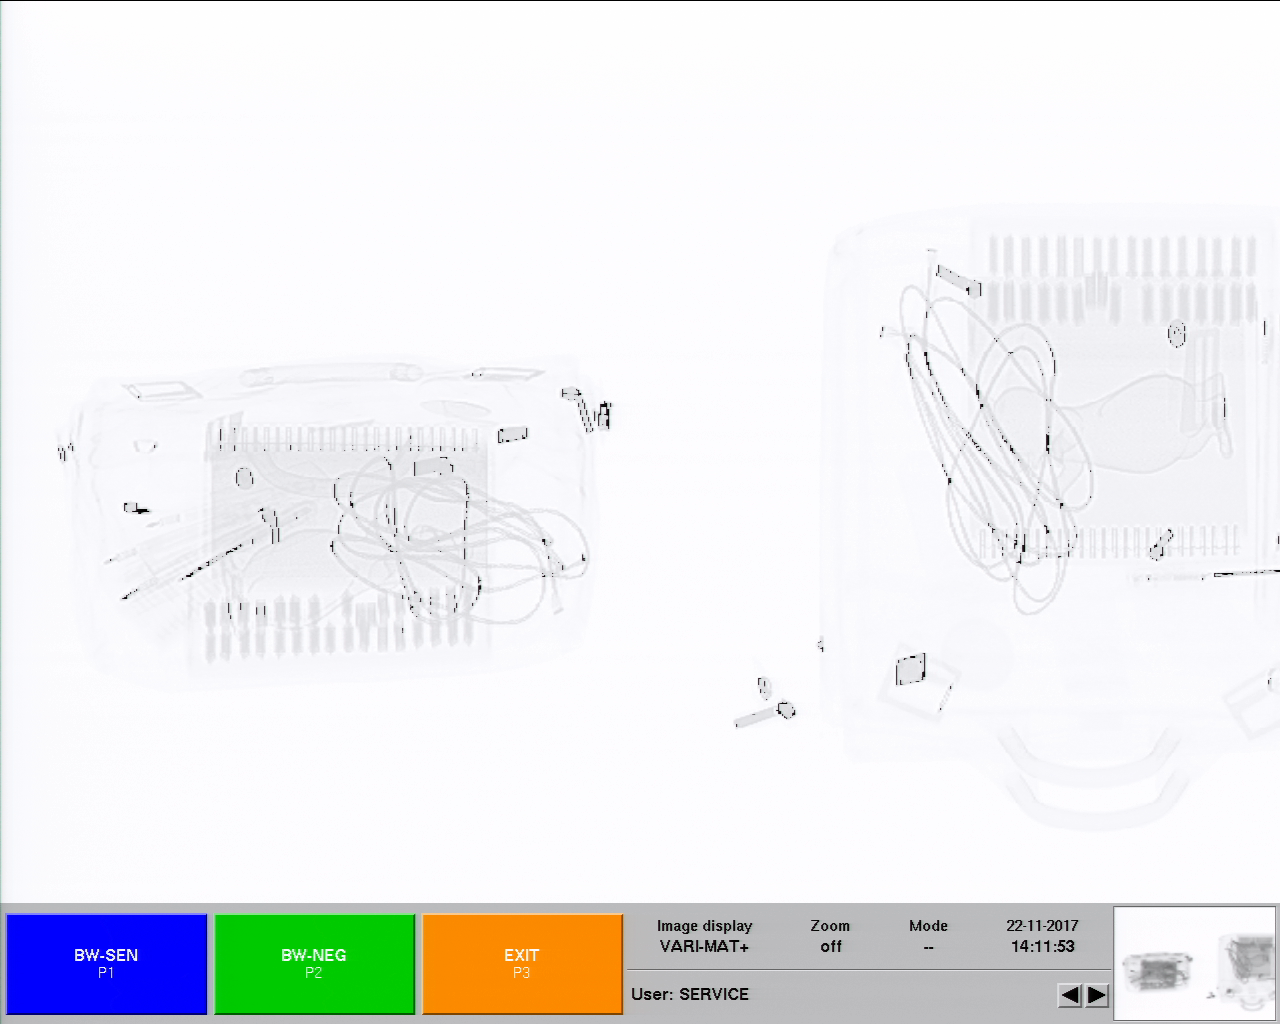 BW-SEN
P1
BW-NEG
P2
EXIT
P3
Image display
VARI-MAT+
Zoom
off
Mode
--
22-11-2017
14:11:53
User: SERVICE